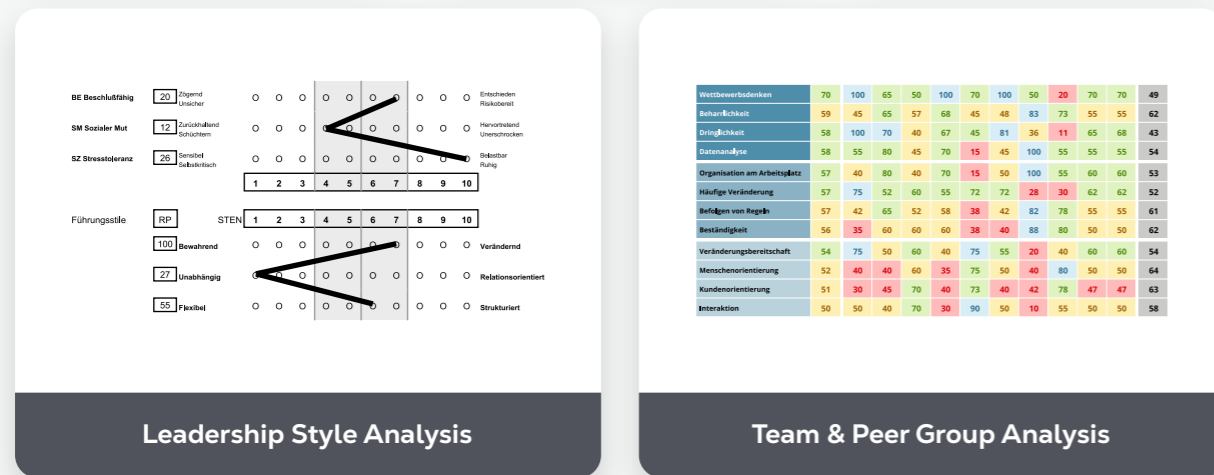 BE Beschlußfähig 20 Zögernd Unsicher O O O O O O O O O O Entschieden Risikobereit
SM Sozialer Mut 12 Zurückhaltend Schüchtern O O O O O O O O O O Hervortretend Unerschrocken
SZ Stresstoleranz 26 Sensibel Selbstkritisch O O O O O O O O O O Belastbar Ruhig
1 2 3 4 5 6 7 8 9 10
Führungsstile RP STEN 1 2 3 4 5 6 7 8 9 10
100 Bewahrend O O O O O O O O O O Verändernd
27 Unabhängig O O O O O O O O O O Relationsorientiert
55 Flexibel O O O O O O O O O O Strukturiert
Leadership Style Analysis
Wettbewerbsdenken 70 100 65 50 100 70 100 50 20 70 70 49
Beharrlichkeit 59 45 65 57 68 45 48 83 73 55 55 62
Dringlichkeit 58 100 70 40 67 45 81 36 11 65 68 43
Datenanalyse 58 55 80 45 70 15 45 100 55 55 55 54
Organisation am Arbeitsplatz 57 40 80 40 70 15 50 100 55 60 60 53
Häufige Veränderung 57 75 52 60 55 72 72 28 30 62 62 52
Befolgen von Regeln 57 42 65 52 58 38 42 82 78 55 55 61
Beständigkeit 56 35 60 60 60 38 40 88 80 50 50 62
Veränderungsbereitschaft 54 75 50 60 40 75 55 20 40 60 60 54
Menschenorientierung 52 40 40 60 35 75 50 40 80 50 50 64
Kundenorientierung 51 30 45 70 40 73 40 42 78 47 47 63
Interaktion 50 50 40 70 30 90 50 10 55 50 50 58
Team & Peer Group Analysis